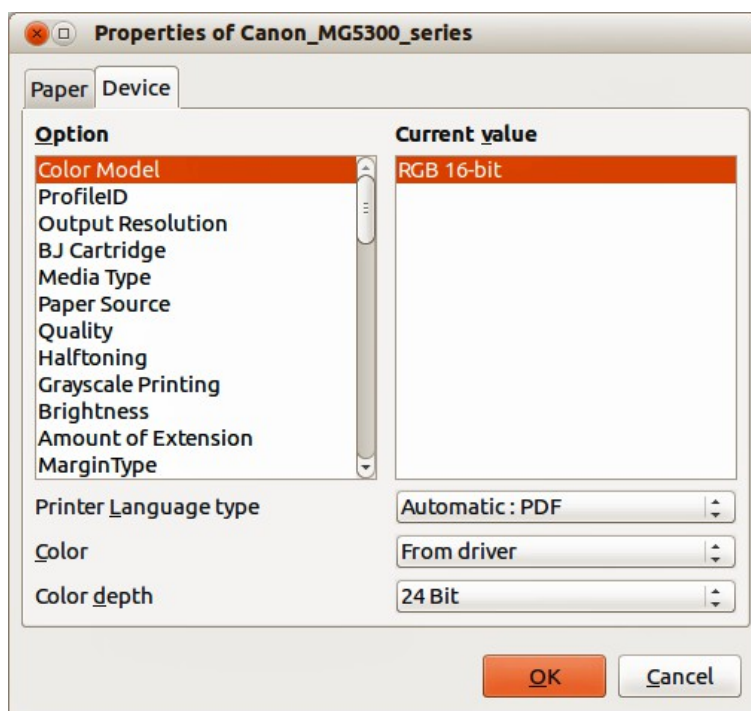 Properties of Canon_MG5300_series
Paper Device
Option Current value
Color Model RGB 16-bit
ProfileID
Output Resolution
BJ Cartridge
Media Type
Paper Source
Quality
Halftoning
Grayscale Printing
Brightness
Amount of Extension
MarginType
Printer Language type Automatic : PDF
Color From driver
Color depth 24 Bit
OK Cancel